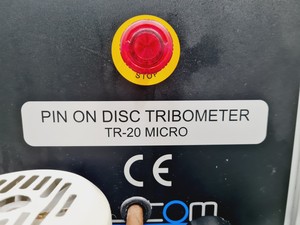 STOP
PIN ON DISC TRIBOMETER
TR-20 MICRO
CE